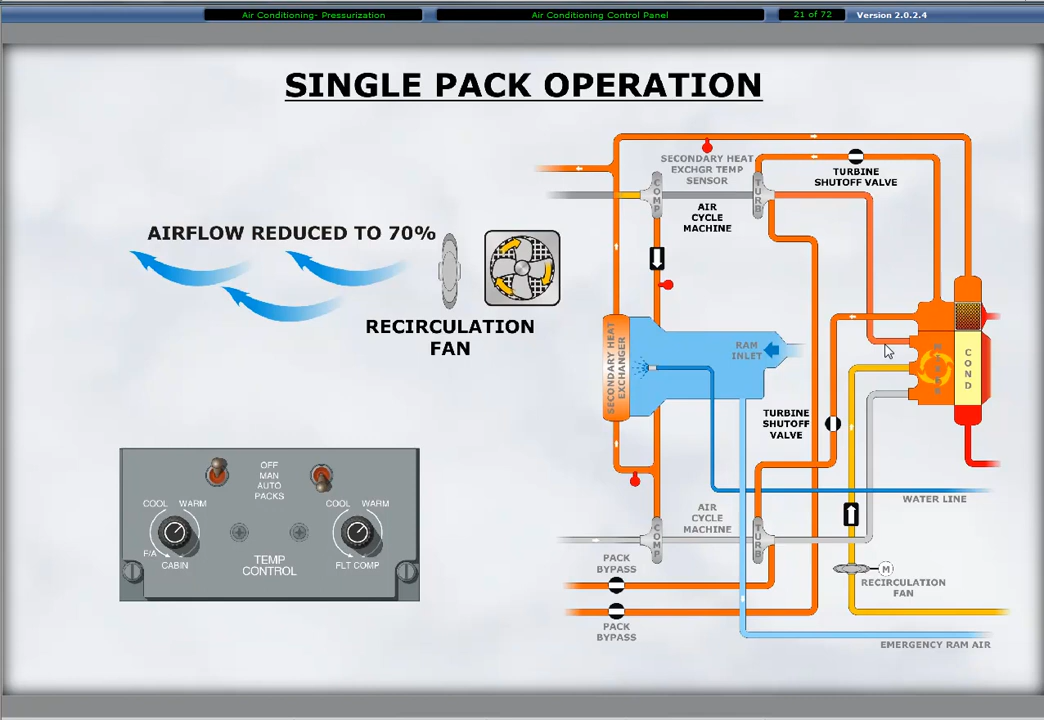 Air Conditioning- Pressurization
Air Conditioning Control Panel
21 of 72
Version 2.0.2.4
SINGLE PACK OPERATION
AIRFLOW REDUCED TO 70%
RECIRCULATION
FAN
SECONDARY HEAT
EXCHGR TEMP
SENSOR
TURBINE
SHUTOFF VALVE
COMP
TURB
AIR
CYCLE
MACHINE
SECONDARY HEAT
EXCHANGER
RAM
INLET
COND
TURBINE
SHUTOFF
VALVE
WATER LINE
AIR
CYCLE
MACHINE
COMP
TURB
PACK
BYPASS
M
RECIRCULATION
FAN
PACK
BYPASS
EMERGENCY RAM AIR
OFF
MAN
AUTO
PACKS
COOL
WARM
COOL
WARM
F/A
CABIN
TEMP
CONTROL
FLT COMP